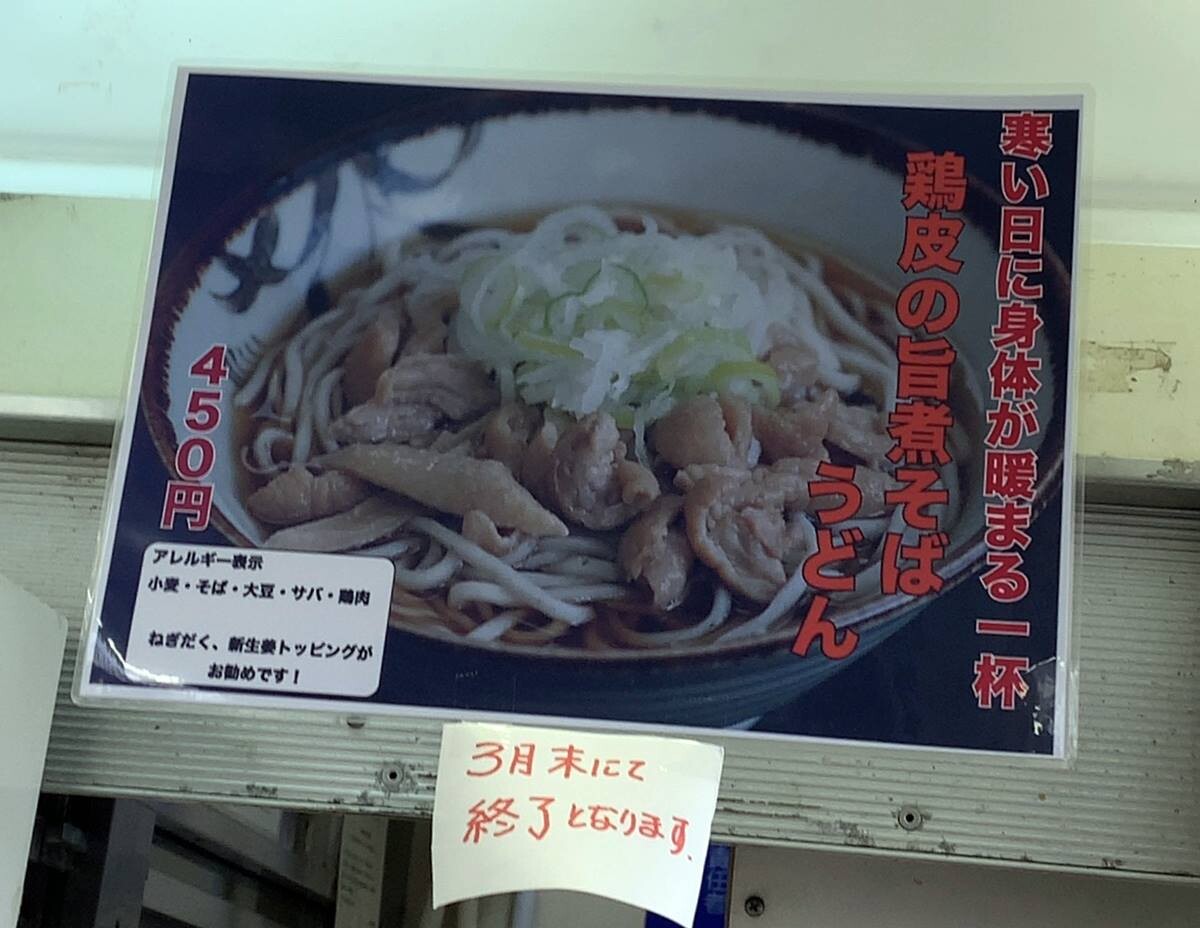 寒い日に身体が暖まる一杯
鶏皮の旨煮そば
うどん
450円
アレルギー表示
小麦・そば・大豆・サバ・鶏肉
ねぎだく、新生姜トッピングが
お勧めです！
3月末にて
終了となります.